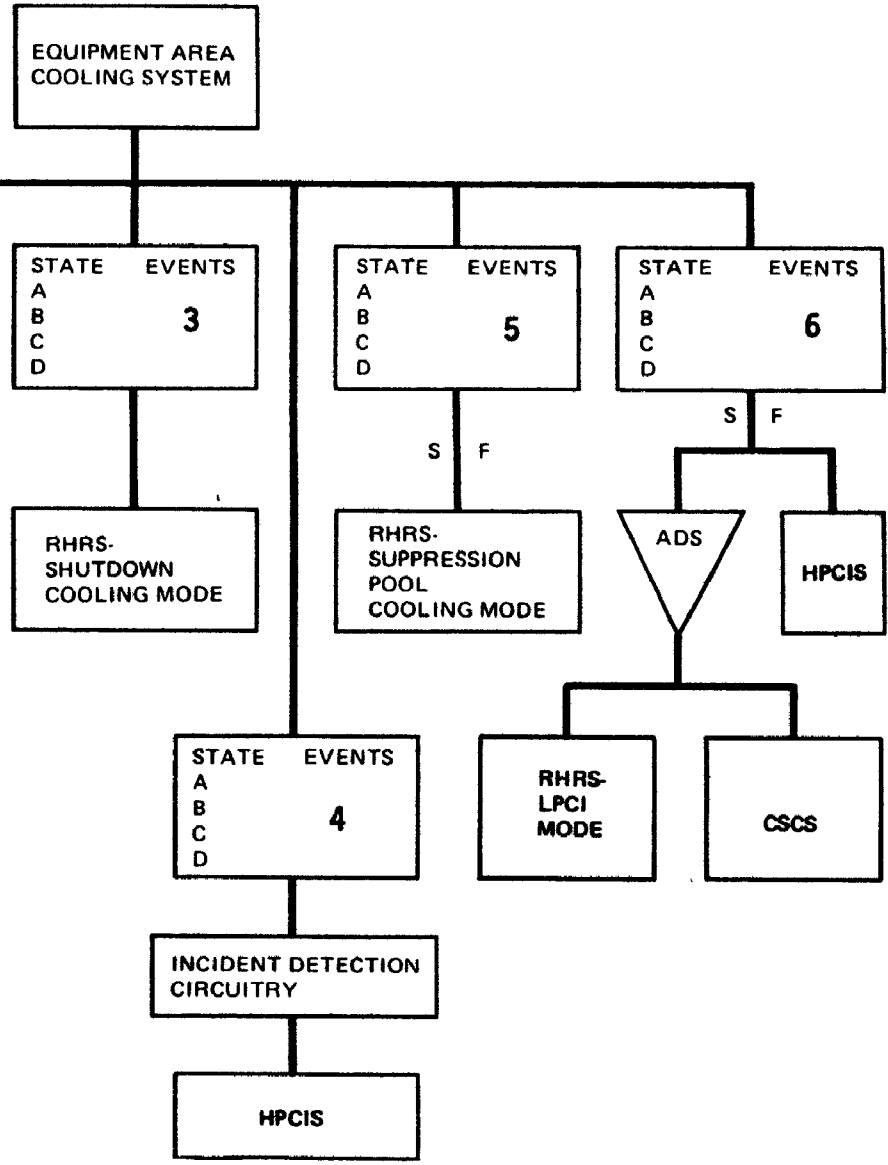 EQUIPMENT AREA
COOLING SYSTEM
STATE EVENTS
A
B
C
D
3
STATE EVENTS
A
B
C
D
5
STATE EVENTS
A
B
C
D
6
S F
S F
RHRS-
SHUTDOWN
COOLING MODE
RHRS-
SUPPRESSION
POOL
COOLING MODE
ADS
HPCIS
STATE EVENTS
A
B
C
D
4
RHRS-
LPCI
MODE
CSCS
INCIDENT DETECTION
CIRCUITRY
HPCIS